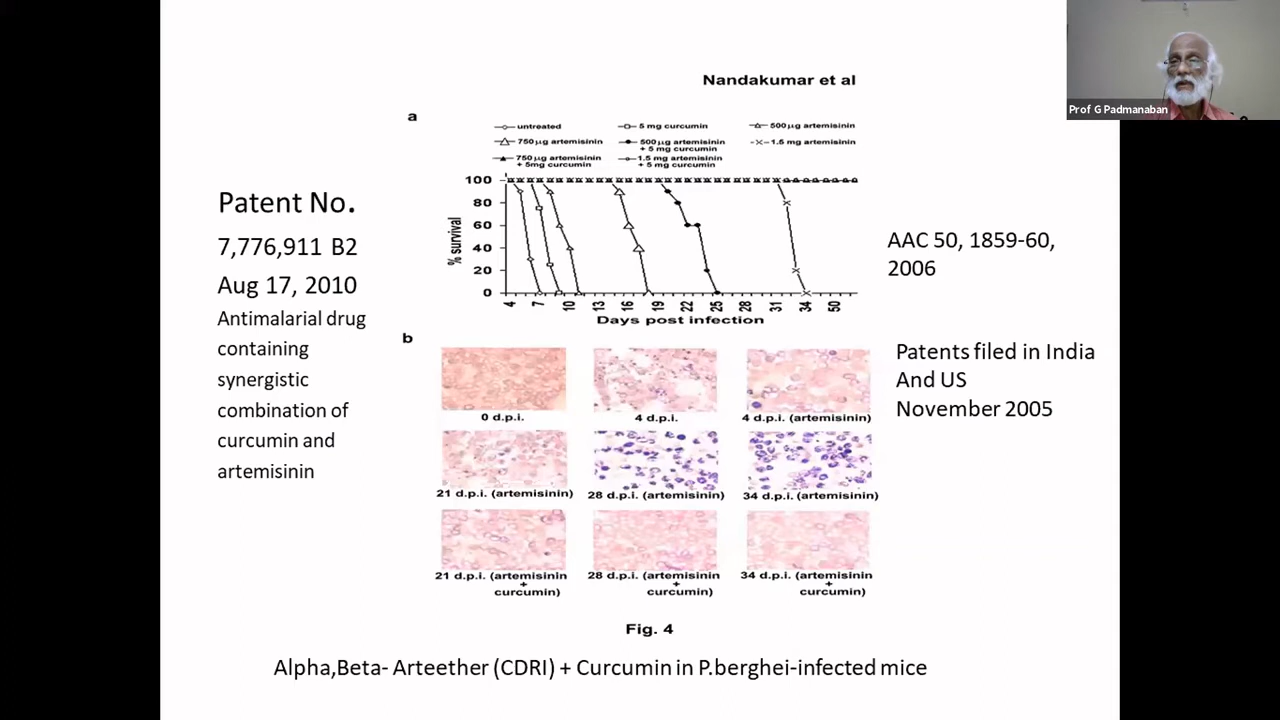 Prof G Padmanaban
Nandakumar et al
a
untreated
5 mg curcumin
500 µg artemisinin
750 µg artemisinin
500 µg artemisinin
+ 5 mg curcumin
1.5 mg artemisinin
750 µg artemisinin
+ 5mg curcumin
1.5 mg artemisinin
+ 5 mg curcumin
% survival
100
80
60
40
20
0
4 7 10 13 16 19 22 25 28 31 34 50
Days post infection
Patent No.
7,776,911 B2
Aug 17, 2010
Antimalarial drug
containing
synergistic
combination of
curcumin and
artemisinin
AAC 50, 1859-60,
2006
Patents filed in India
And US
November 2005
b
0 d.p.i.
4 d.p.i.
4 d.p.i. (artemisinin)
21 d.p.i. (artemisinin)
28 d.p.i. (artemisinin)
34 d.p.i. (artemisinin)
21 d.p.i. (artemisinin
+
curcumin)
28 d.p.i. (artemisinin
+
curcumin)
34 d.p.i. (artemisinin
+
curcumin)
Fig. 4
Alpha,Beta- Arteether (CDRI) + Curcumin in P.berghei-infected mice